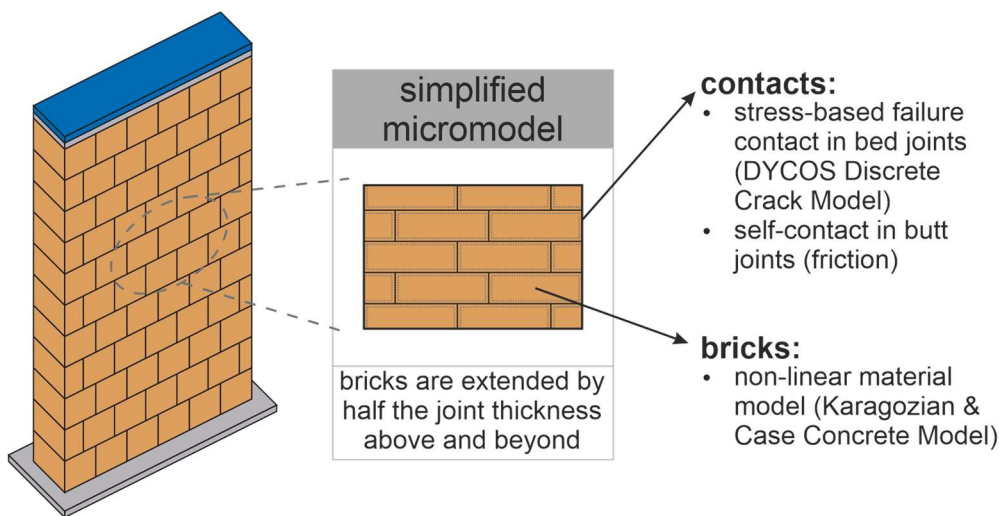 simplified
micromodel
bricks are extended by
half the joint thickness
above and beyond
contacts:
• stress-based failure
contact in bed joints
(DYCOS Discrete
Crack Model)
• self-contact in butt
joints (friction)
bricks:
• non-linear material
model (Karagozian &
Case Concrete Model)